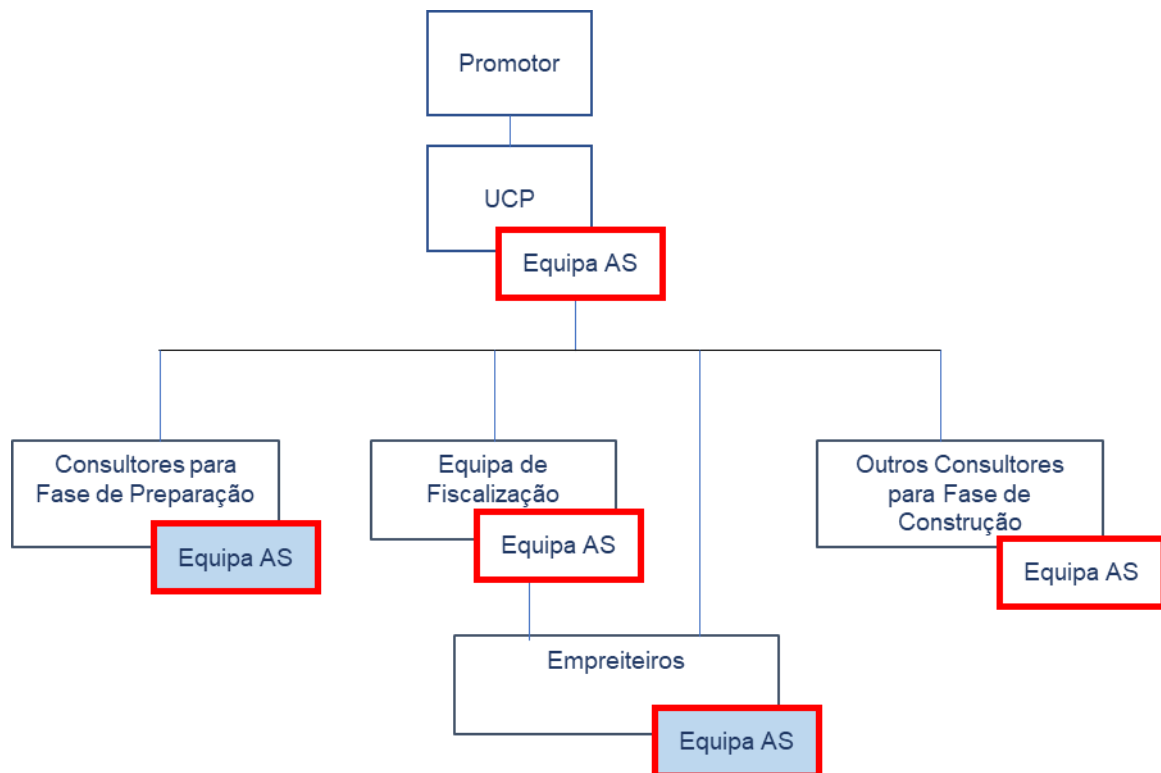 Promotor
UCP
Equipa AS
Consultores para
Fase de Preparação
Equipa AS
Equipa de
Fiscalização
Equipa AS
Outros Consultores
para Fase de
Construção
Equipa AS
Empreiteiros
Equipa AS